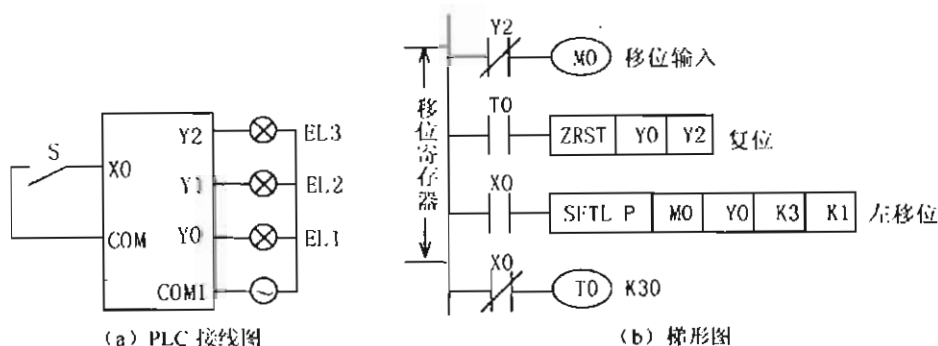 S
X0
COM
Y2
Y1
Y0
COM1
EL3
EL2
EL1
(a) PLC 接线图
移位寄存器
Y2
M0
移位输入
T0
ZRST Y0 Y2
复位
X0
SFTL P M0 Y0 K3 K1
左移位
X0
T0
K30
(b) 梯形图